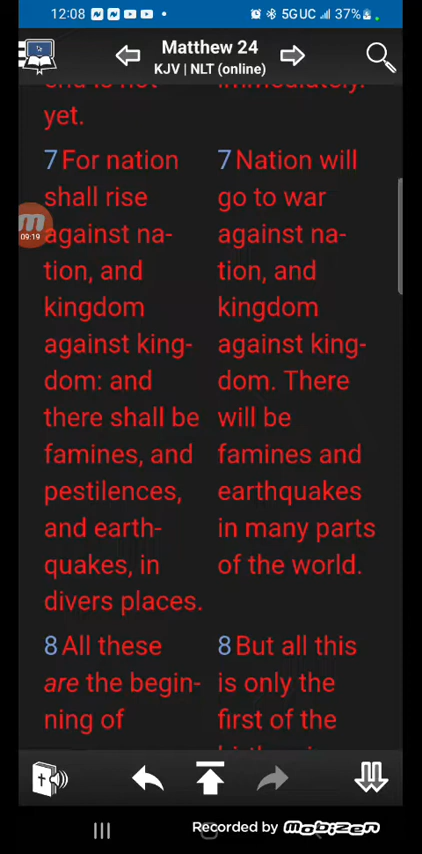 12:08 5GUC 37%
Matthew 24
KJV | NLT (online)
immediately.
yet.
7 For nation
shall rise
against na-
tion, and
kingdom
against king-
dom: and
there shall be
famines, and
pestilences,
and earth-
quakes, in
divers places.
8 All these
are the begin-
ning of
7 Nation will
go to war
against na-
tion, and
kingdom
against king-
dom. There
will be
famines and
earthquakes
in many parts
of the world.
8 But all this
is only the
first of the
m
09:19
Recorded by Mobizen